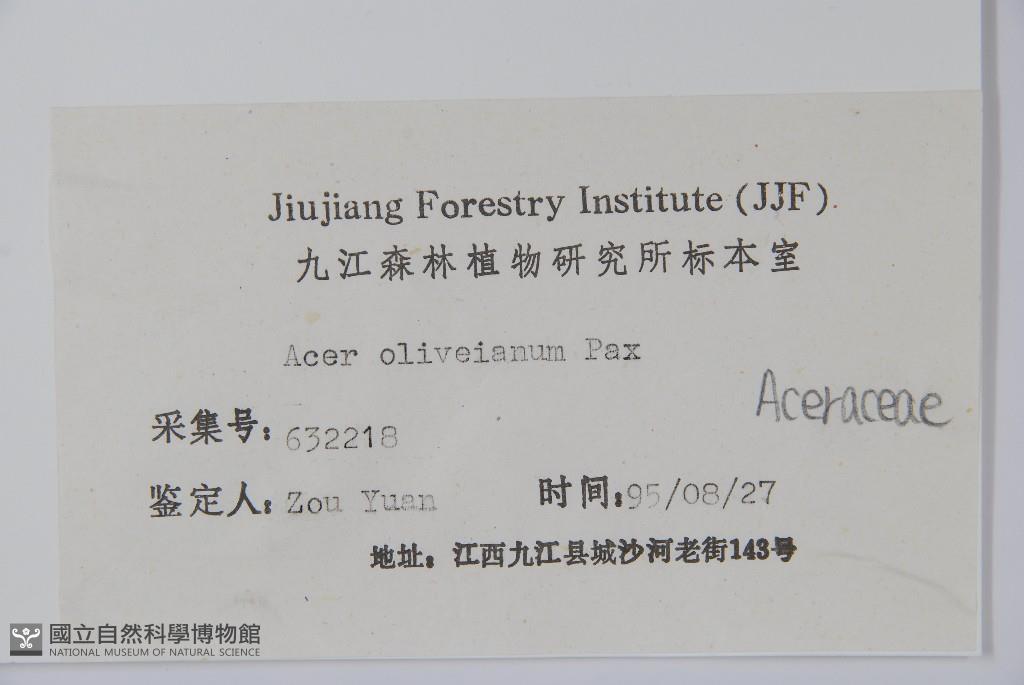 Jiujiang Forestry Institute (JJF).
九江森林植物研究所标本室
Acer oliveianum Pax
Aceraceae
采集号: 632218
鉴定人: Zou Yuan 时间:95/08/27
地址: 江西九江县城沙河老街143号
國立自然科學博物館
NATIONAL MUSEUM OF NATURAL SCIENCE